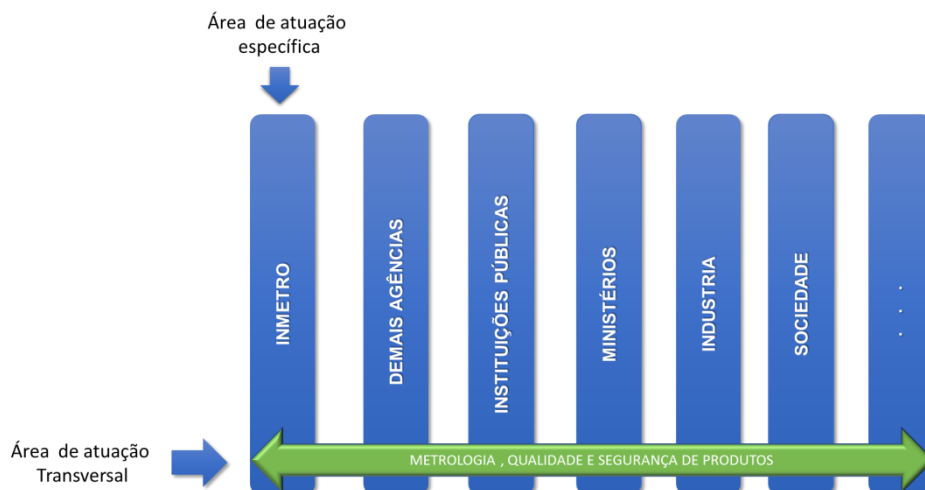 Área de atuação
específica
INMETRO
DEMAIS AGÊNCIAS
INSTITUIÇÕES PÚBLICAS
MINISTÉRIOS
INDUSTRIA
SOCIEDADE
. . .
Área de atuação
Transversal
METROLOGIA , QUALIDADE E SEGURANÇA DE PRODUTOS